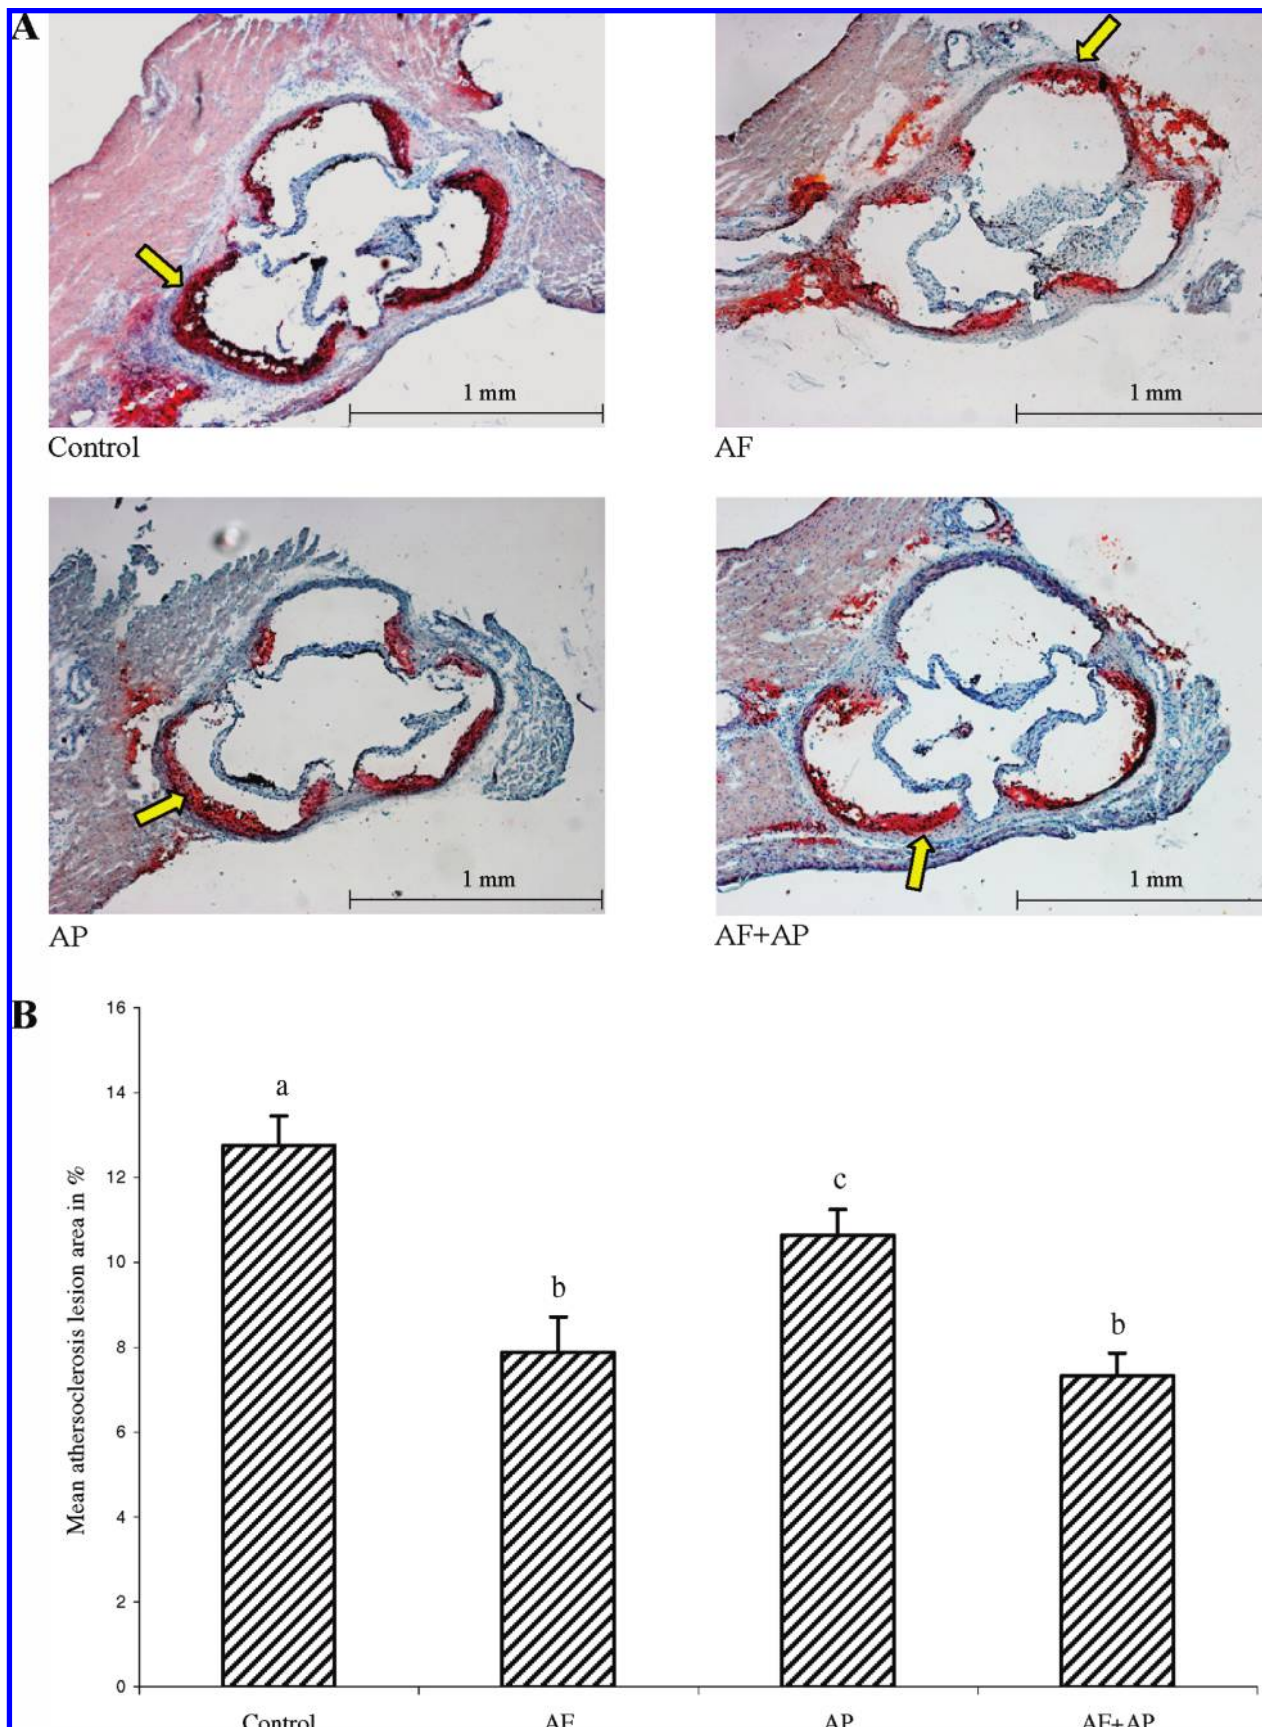 A
1 mm
1 mm
Control
AF
1 mm
1 mm
AP
AF+AP
B
Mean athersoclerosis lesion area in %
16
14
12
10
8
6
4
2
0
a
b
c
b
Control
AF
AP
AF+AP